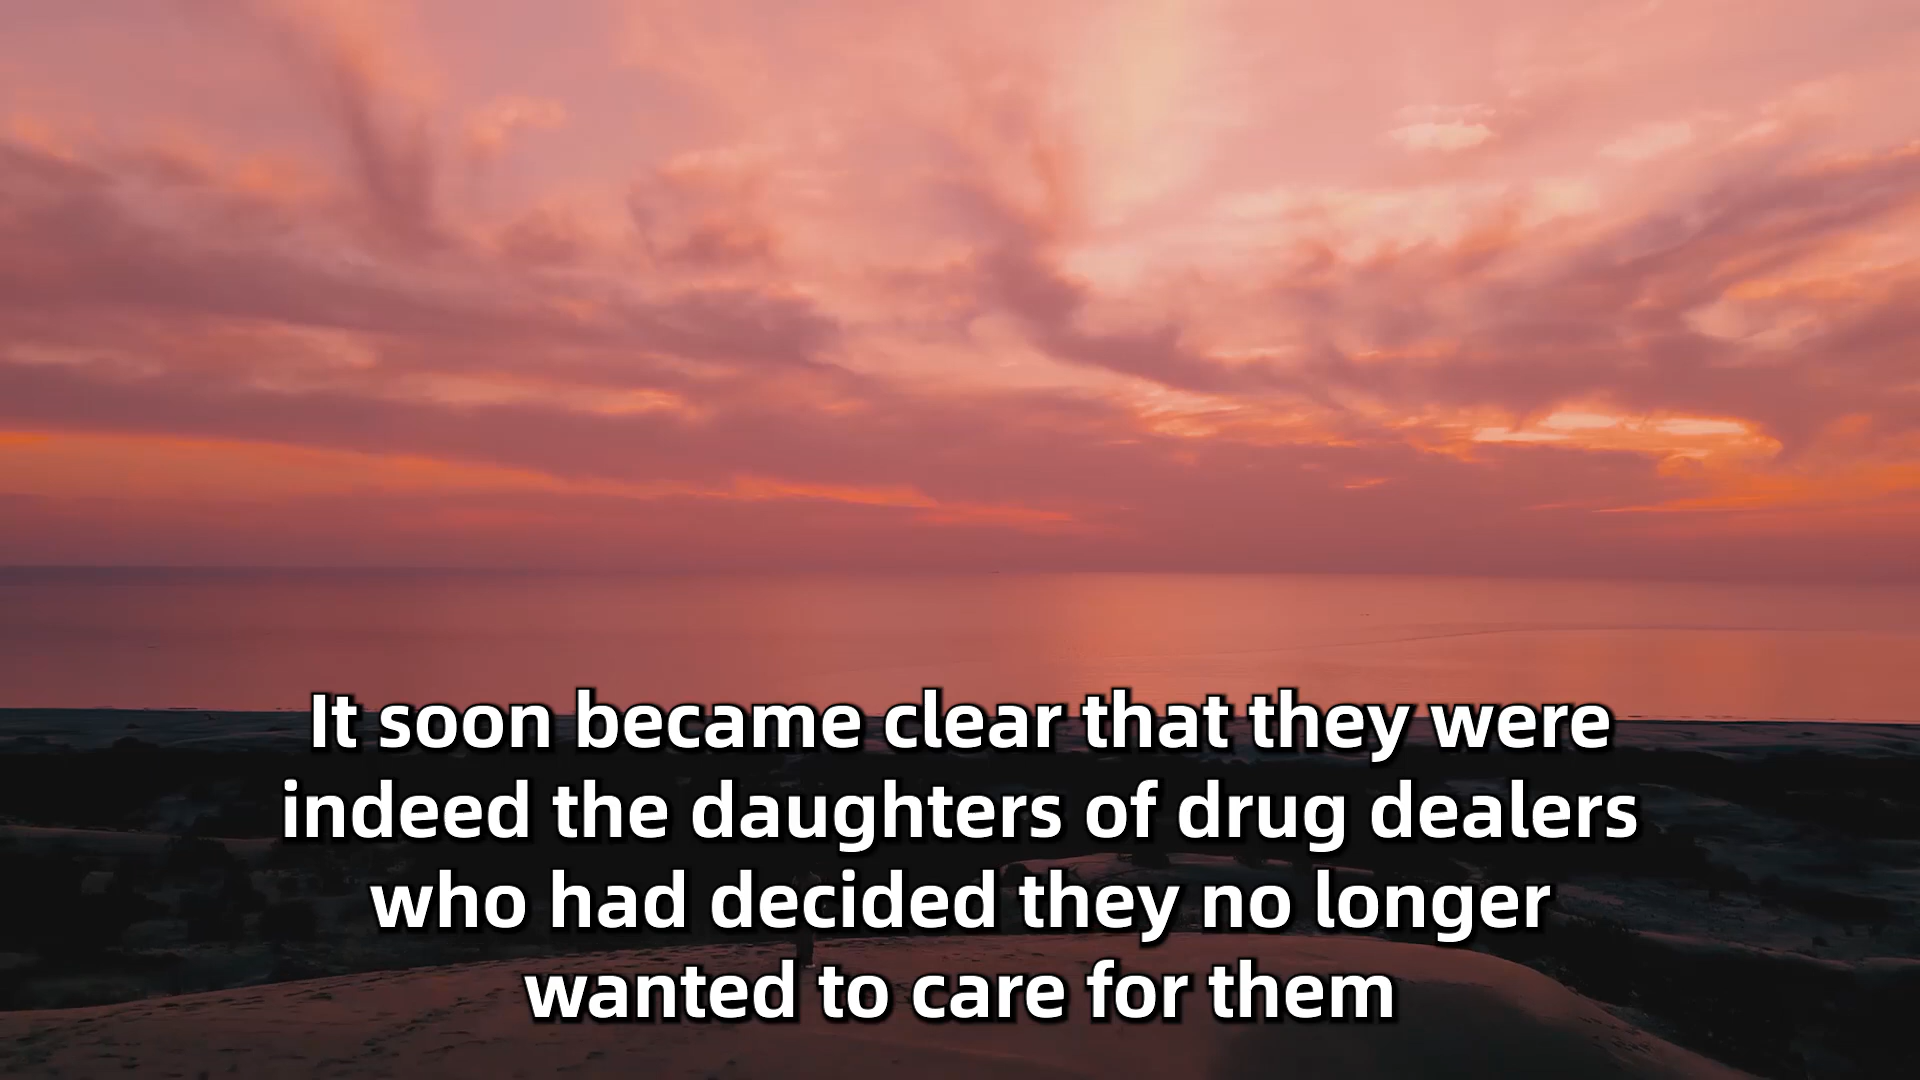 It soon became clear that they were
indeed the daughters of drug dealers
who had decided they no longer
wanted to care for them